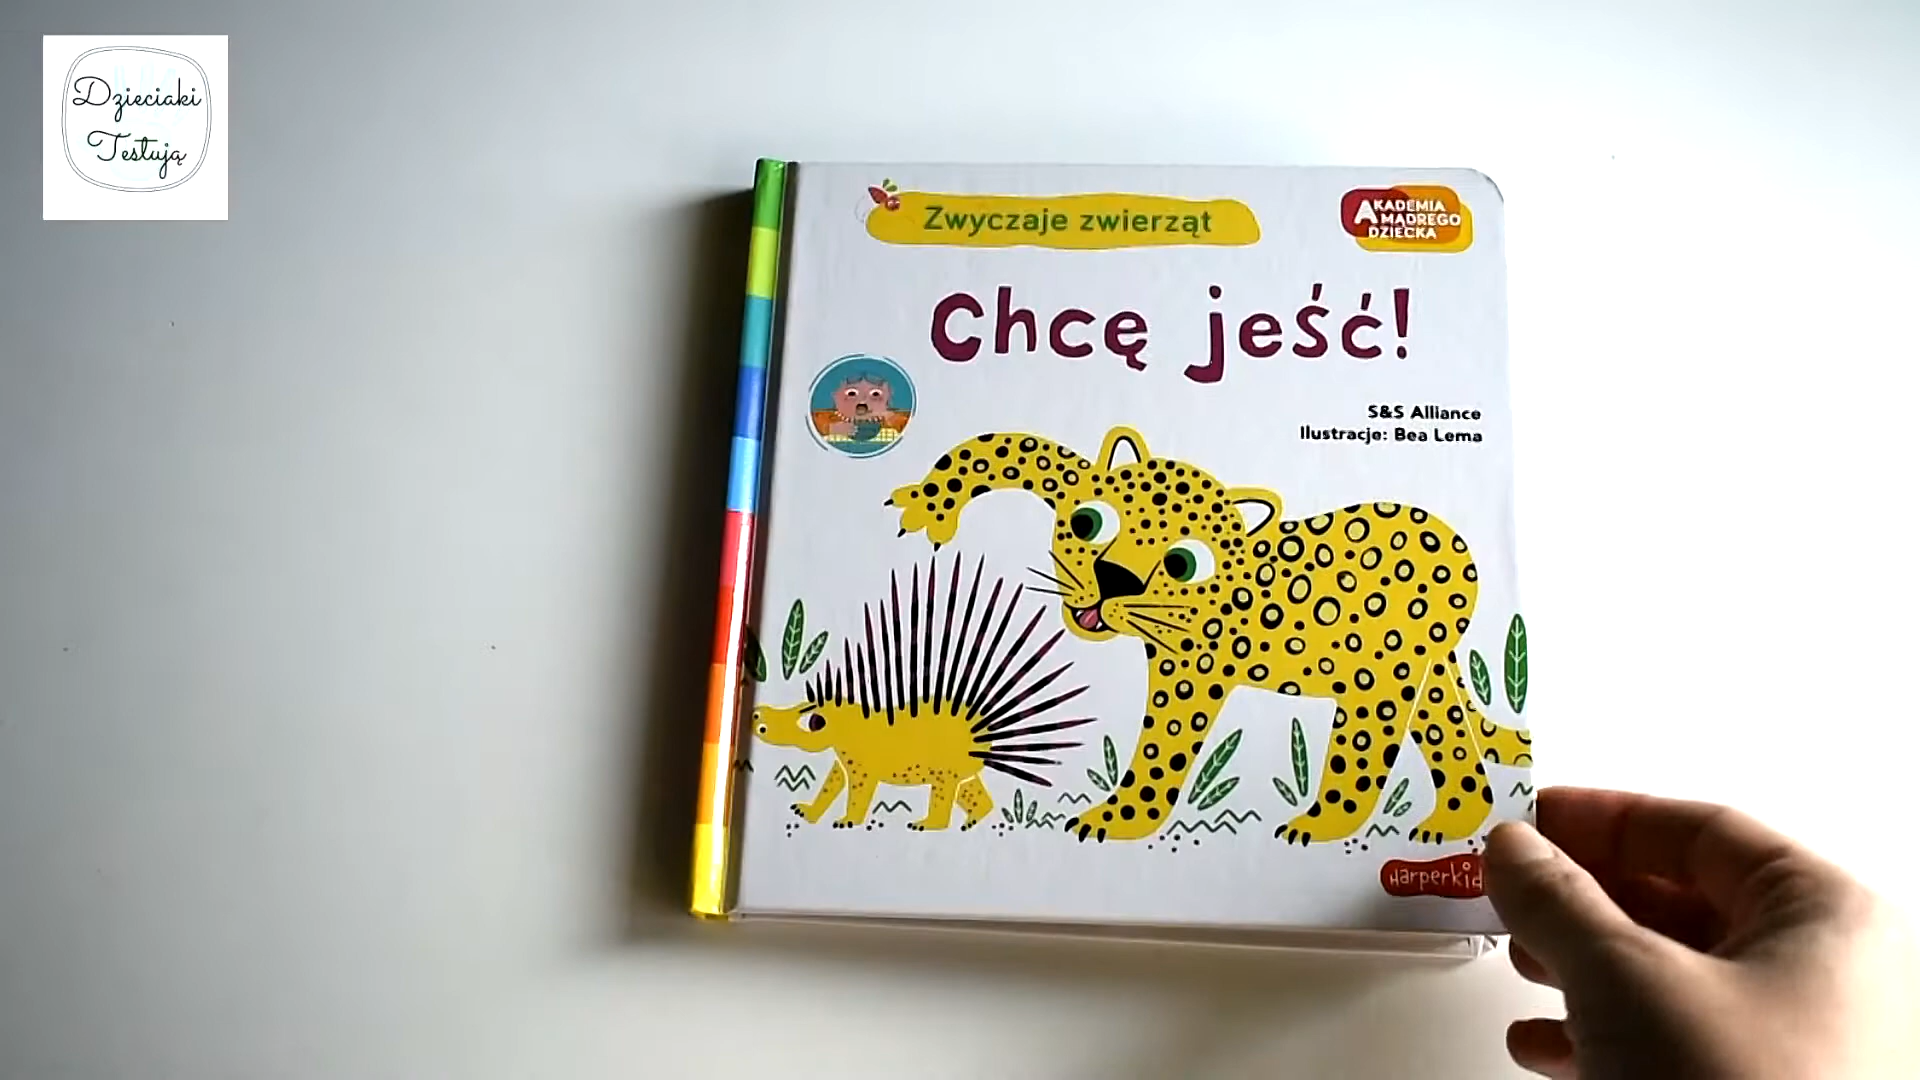 Dzieciaki
Testują
Zwyczaje zwierząt
AKADEMIA
MĄDREGO
DZIECKA
Chcę jeść!
S&S Alliance
Ilustracje: Bea Lema
Harperkid